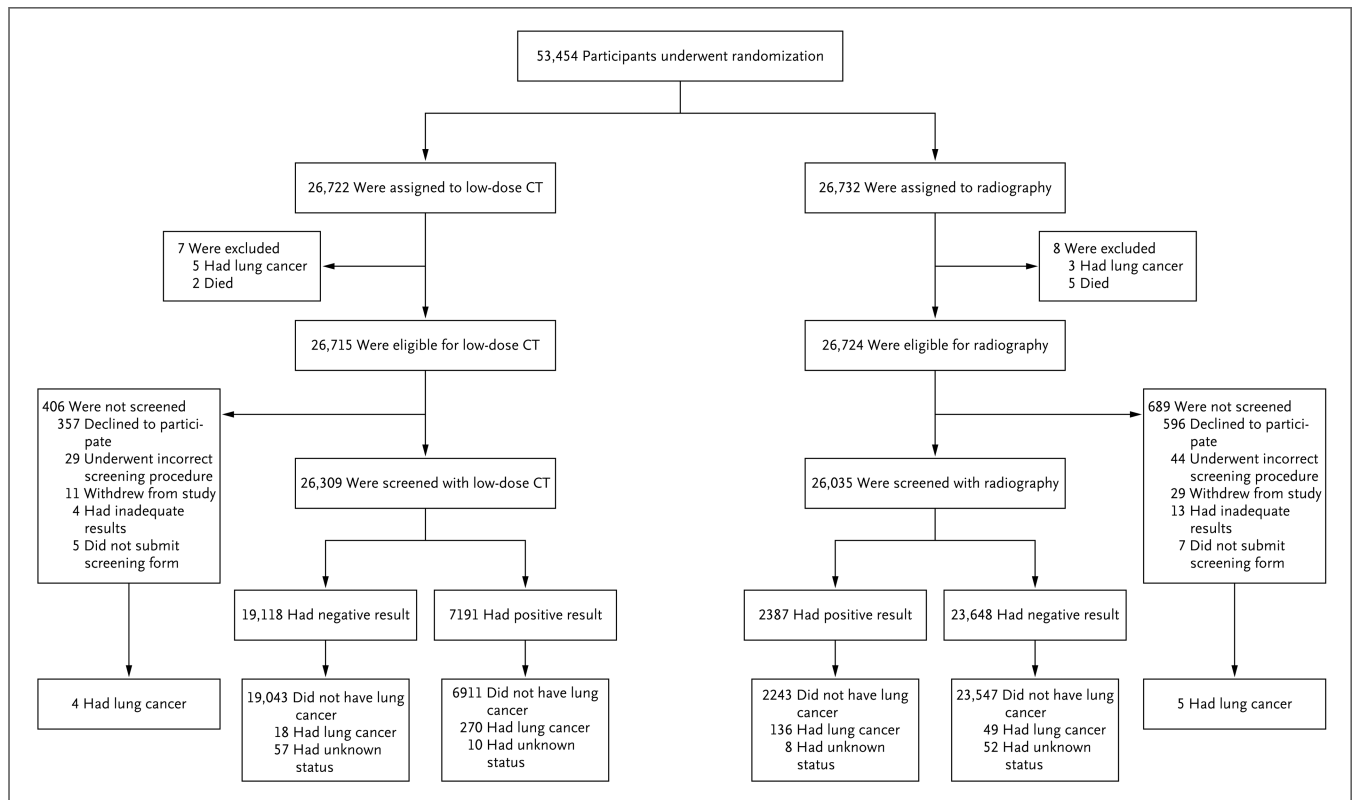 53,454 Participants underwent randomization
26,722 Were assigned to low-dose CT
26,732 Were assigned to radiography
7 Were excluded
5 Had lung cancer
2 Died
8 Were excluded
3 Had lung cancer
5 Died
26,715 Were eligible for low-dose CT
26,724 Were eligible for radiography
406 Were not screened
357 Declined to partici-
pate
29 Underwent incorrect
screening procedure
11 Withdrew from study
4 Had inadequate
results
5 Did not submit
screening form
26,309 Were screened with low-dose CT
26,035 Were screened with radiography
689 Were not screened
596 Declined to partici-
pate
44 Underwent incorrect
screening procedure
29 Withdrew from study
13 Had inadequate
results
7 Did not submit
screening form
19,118 Had negative result
7191 Had positive result
2387 Had positive result
23,648 Had negative result
4 Had lung cancer
19,043 Did not have lung
cancer
18 Had lung cancer
57 Had unknown
status
6911 Did not have lung
cancer
270 Had lung cancer
10 Had unknown
status
2243 Did not have lung
cancer
136 Had lung cancer
8 Had unknown
status
23,547 Did not have lung
cancer
49 Had lung cancer
52 Had unknown
status
5 Had lung cancer